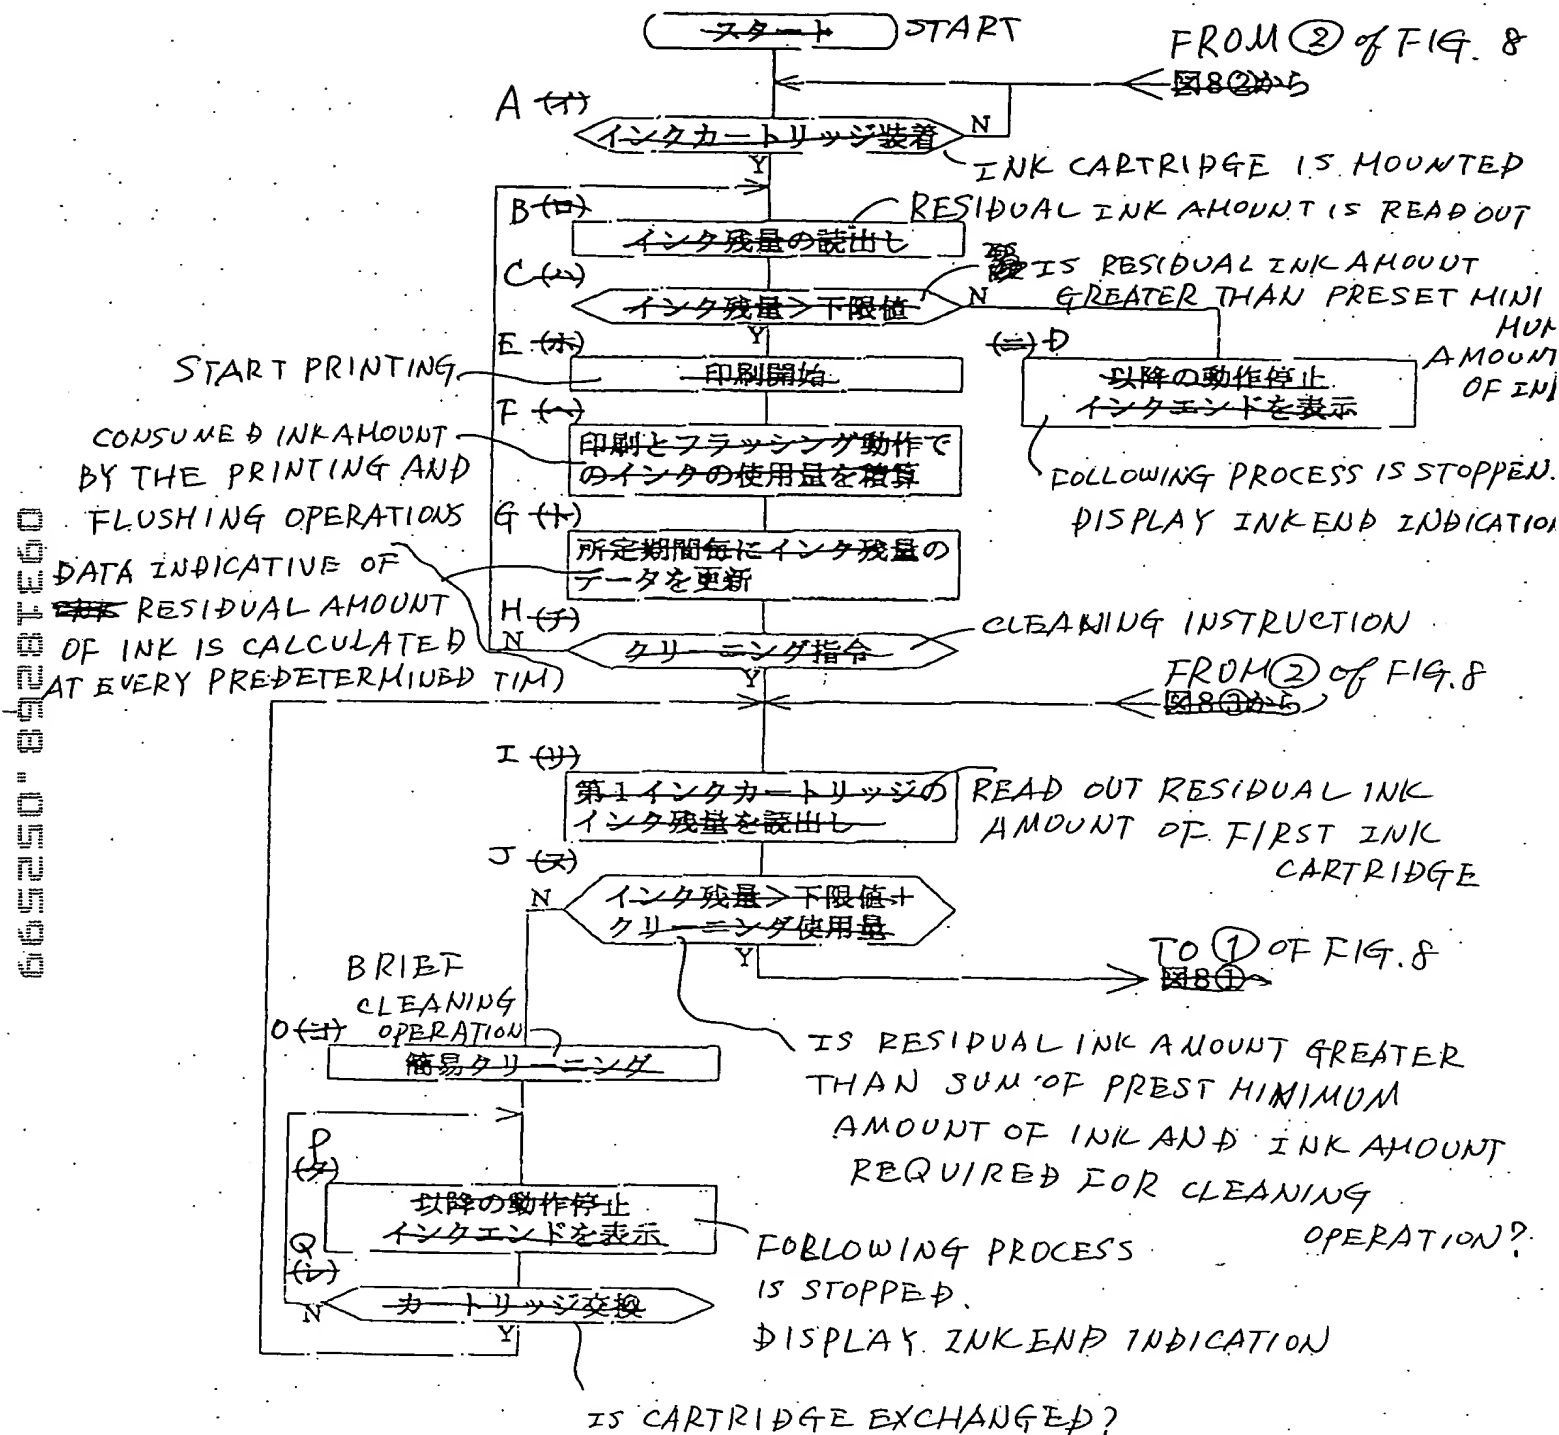 スタート START
FROM ② of FIG. 8
図8②から
A (イ)
インクカートリッジ装着 N
Y
INK CARTRIDGE IS MOUNTED
B (ロ)
RESIDUAL INK AMOUNT IS READ OUT
インク残量の読出し
C (ハ)
IS RESIDUAL INK AMOUNT
GREATER THAN PRESET MINI
MUM
AMOUNT
OF IN
インク残量>下限値 N
Y
E (ホ)
START PRINTING
印刷開始
(ニ) D
以降の動作停止
インクエンドを表示
FOLLOWING PROCESS IS STOPPEN.
DISPLAY INK END INDICATION
F (ヘ)
CONSUMED INK AMOUNT
BY THE PRINTING AND
FLUSHING OPERATIONS
印刷とフラッシング動作で
のインクの使用量を積算
G (ト)
DATA INDICATIVE OF
RESIDUAL AMOUNT
OF INK IS CALCULATED
AT EVERY PREDETERMINED TIM
所定期間毎にインク残量の
データを更新
H (チ)
N クリーニング指令
Y
CLEANING INSTRUCTION
FROM ② of FIG. 8
図8③から
I (リ)
第1インクカートリッジの
インク残量を読出し
READ OUT RESIDUAL INK
AMOUNT OF FIRST INK
CARTRIDGE
J (ヌ)
N インク残量>下限値+
クリーニング使用量
Y
TO ① OF FIG. 8
図8①へ
IS RESIDUAL INK AMOUNT GREATER
THAN SUM OF PREST MINIMUM
AMOUNT OF INK AND INK AMOUNT
REQUIRED FOR CLEANING
OPERATION?
BRIEF
CLEANING
OPERATION
O (ヨ)
簡易クリーニング
P
(タ)
以降の動作停止
インクエンドを表示
FOLLOWING PROCESS
IS STOPPED.
DISPLAY INK END INDICATION
Q
(レ)
N カートリッジ交換
Y
IS CARTRIDGE EXCHANGED?
66SZSO.8S28TE60